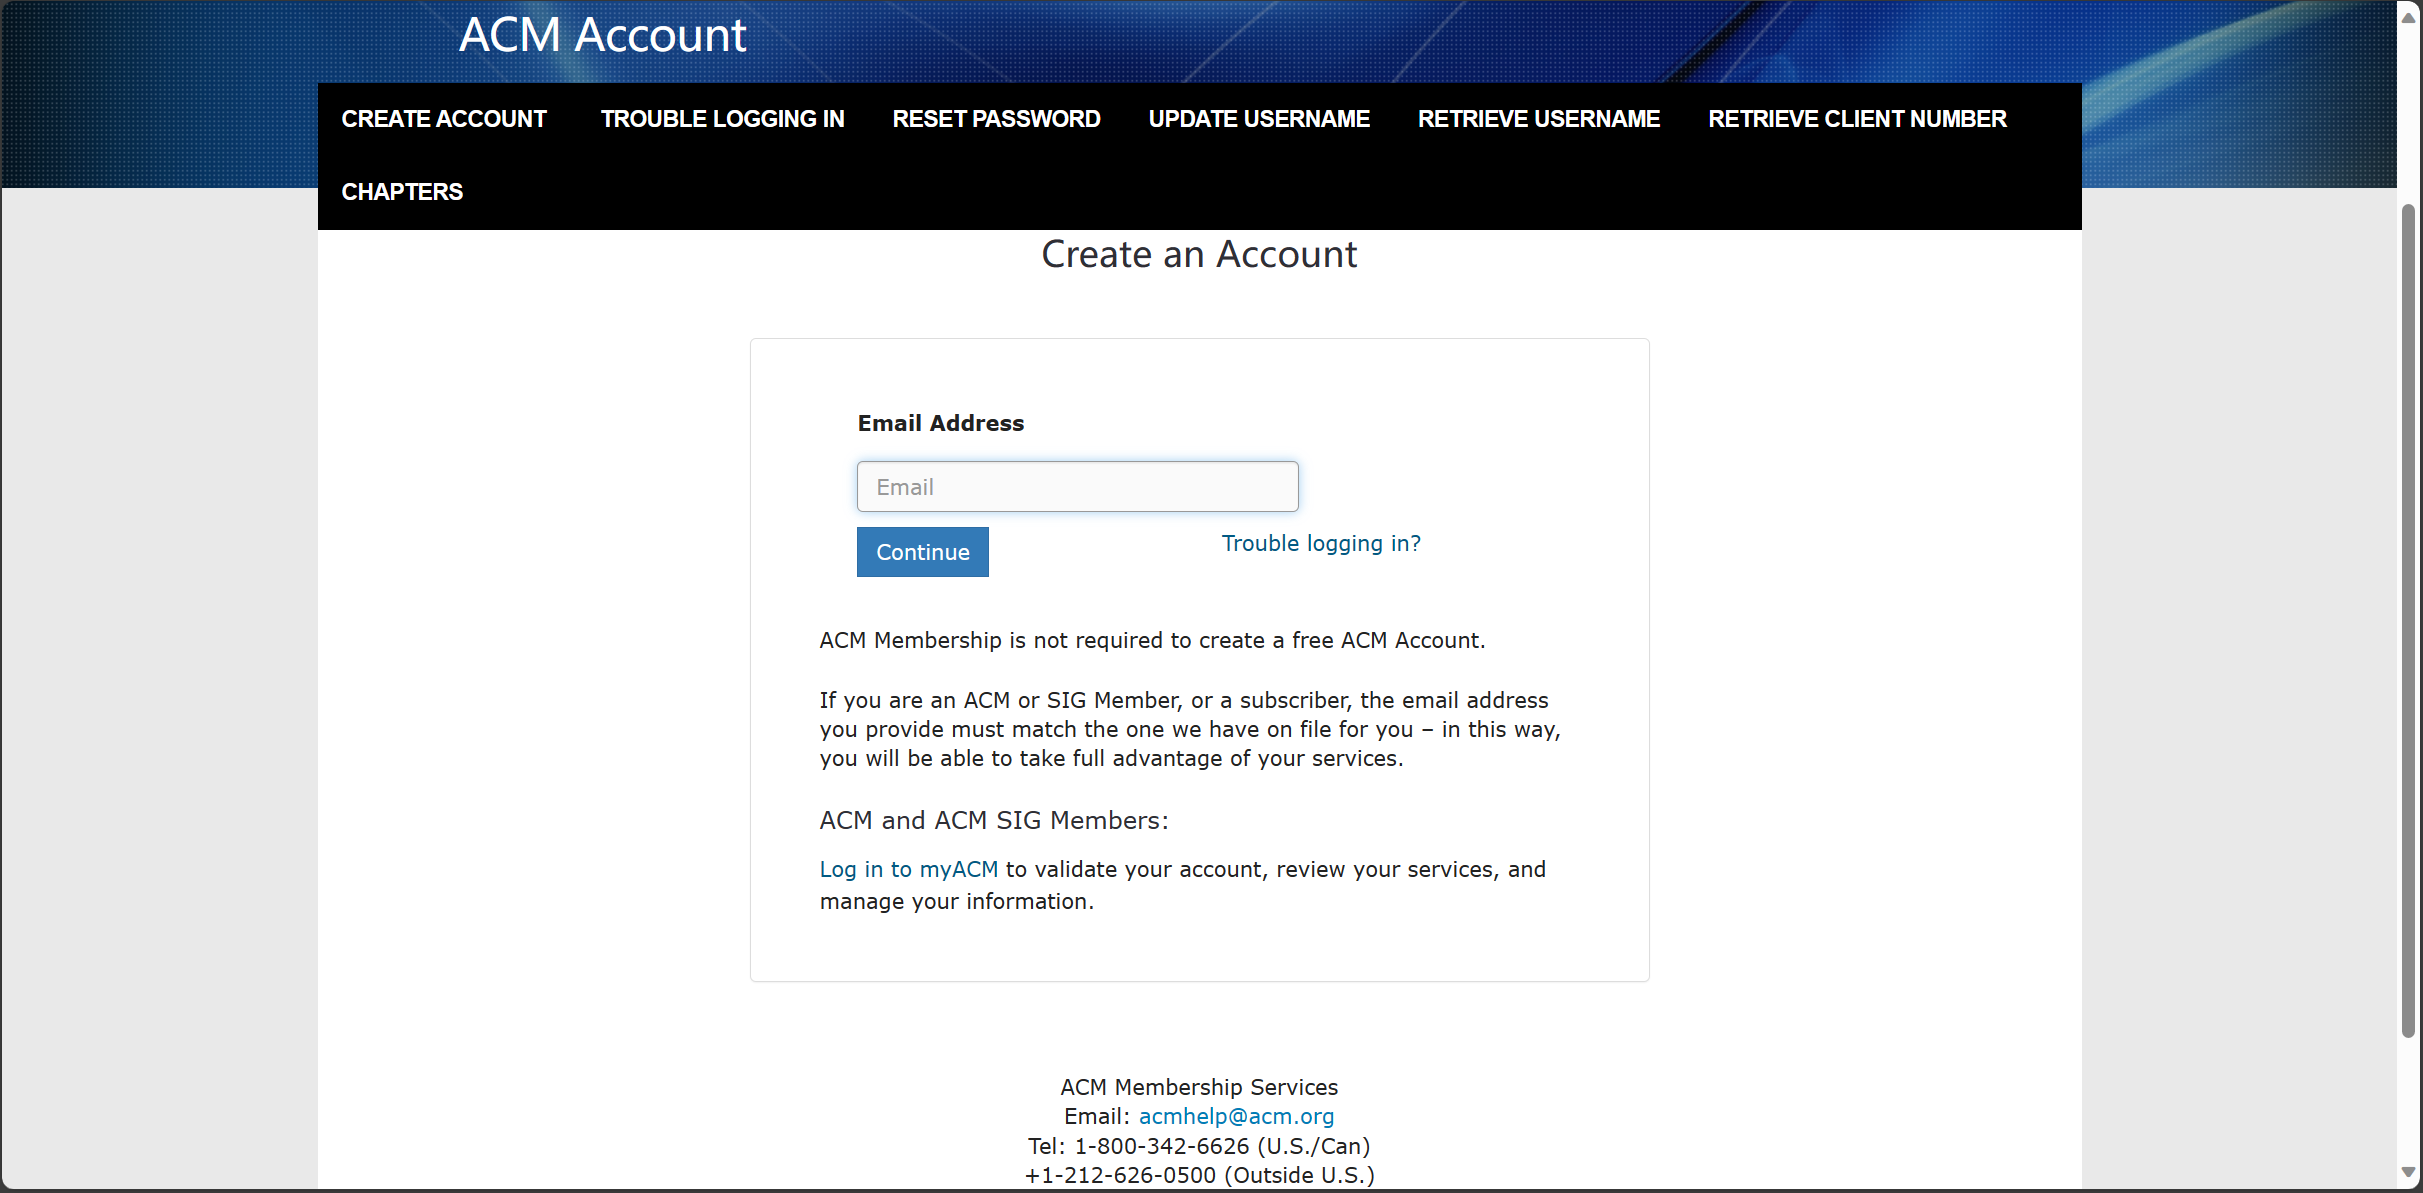 ACM Account
CREATE ACCOUNT TROUBLE LOGGING IN RESET PASSWORD UPDATE USERNAME RETRIEVE USERNAME RETRIEVE CLIENT NUMBER
CHAPTERS
Create an Account
Email Address
Email
Continue
Trouble logging in?
ACM Membership is not required to create a free ACM Account.
If you are an ACM or SIG Member, or a subscriber, the email address
you provide must match the one we have on file for you – in this way,
you will be able to take full advantage of your services.
ACM and ACM SIG Members:
Log in to myACM to validate your account, review your services, and
manage your information.
ACM Membership Services
Email: acmhelp@acm.org
Tel: 1-800-342-6626 (U.S./Can)
+1-212-626-0500 (Outside U.S.)